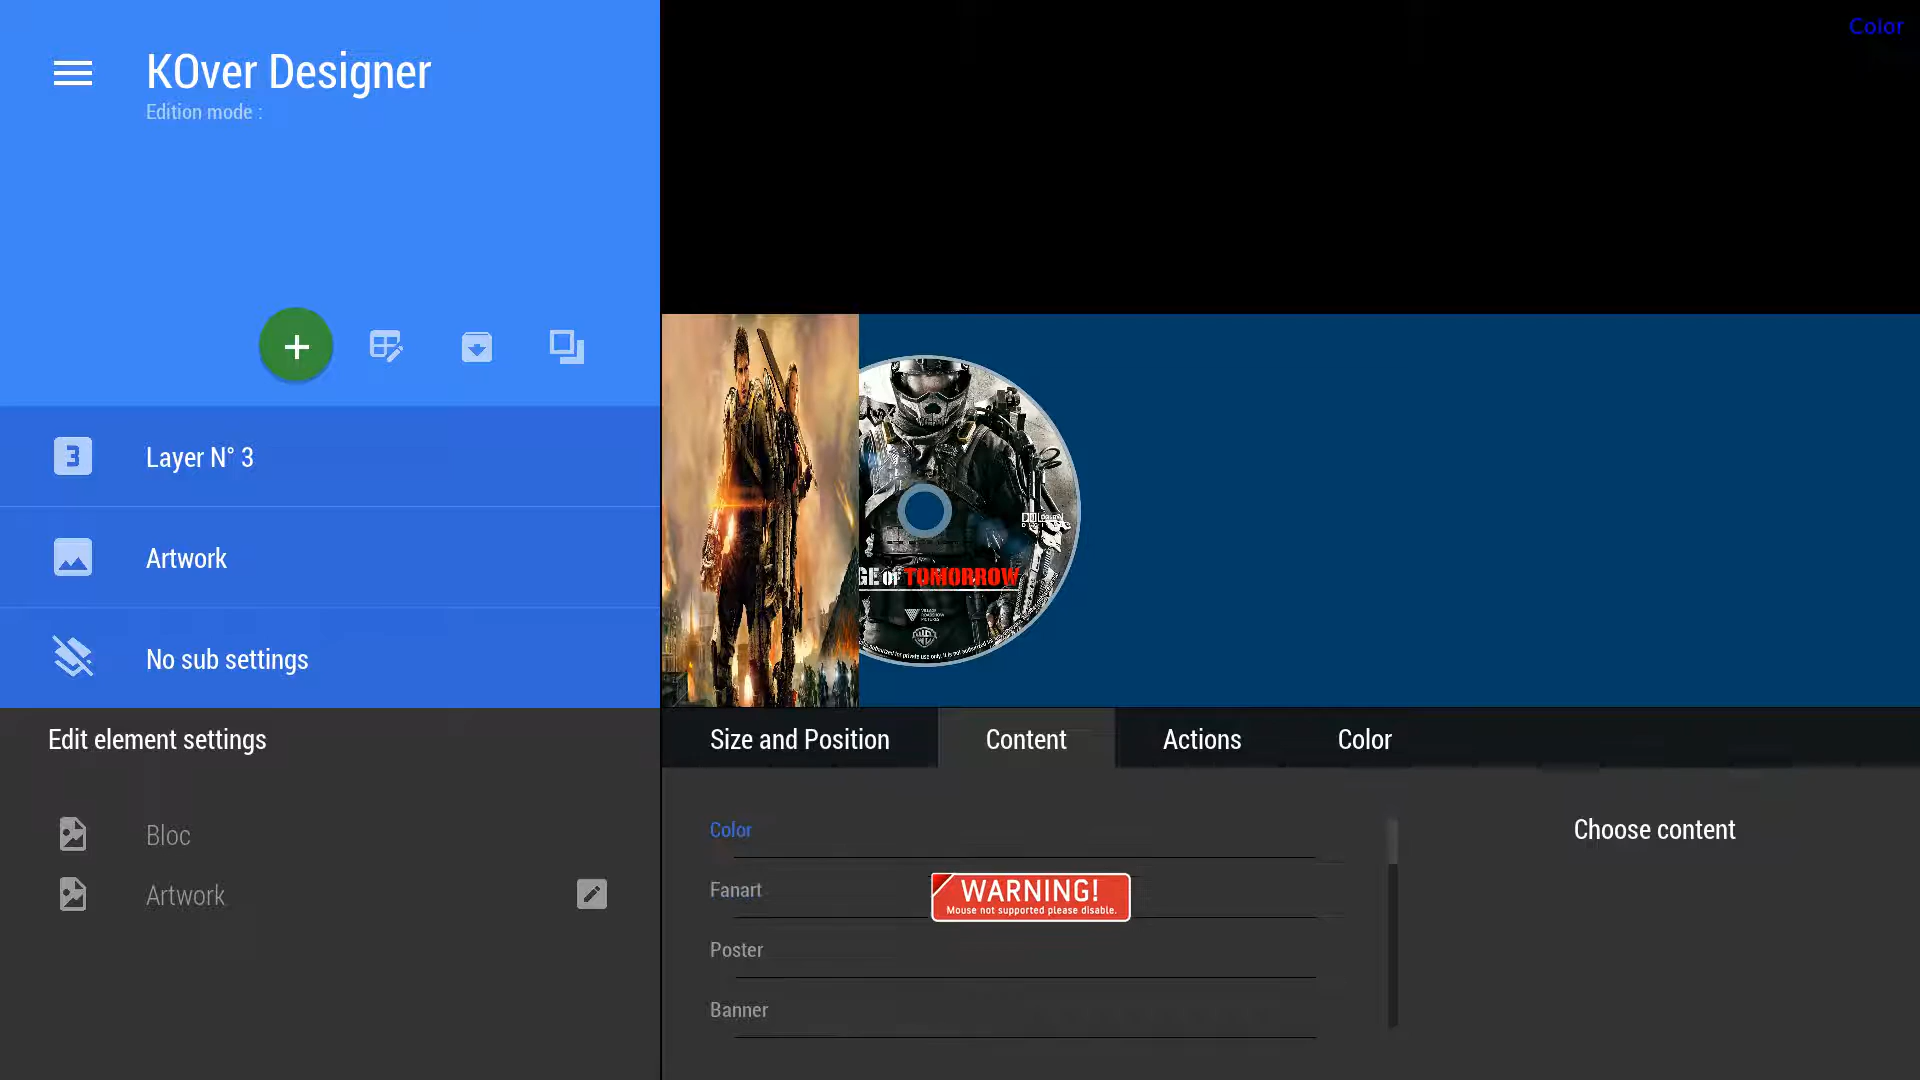 KOver Designer
Edition mode :
Color
3
Layer N° 3
Artwork
No sub settings
GE OF TOMORROW
Edit element settings
Size and Position
Content
Actions
Color
Bloc
Artwork
Color
Fanart
Poster
Banner
WARNING!
Mouse not supported please disable.
Choose content